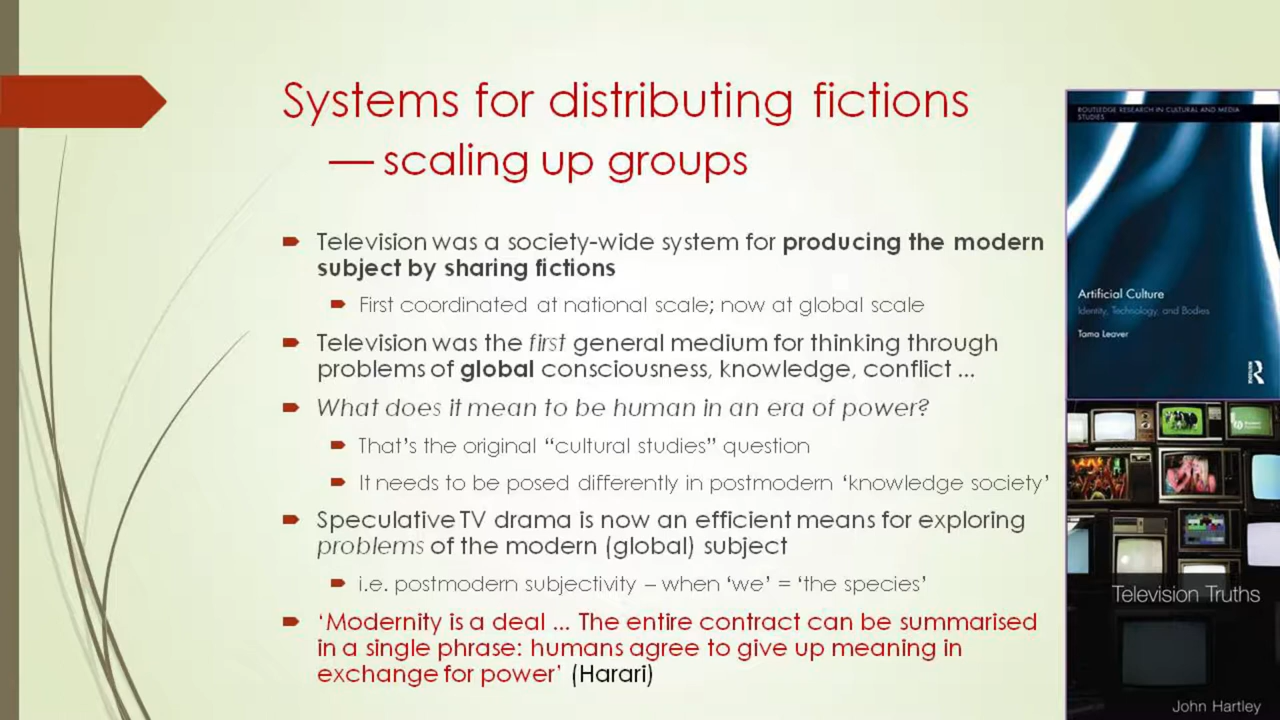 Systems for distributing fictions
— scaling up groups
Television was a society-wide system for producing the modern
subject by sharing fictions
First coordinated at national scale; now at global scale
Television was the first general medium for thinking through
problems of global consciousness, knowledge, conflict ...
What does it mean to be human in an era of power?
That's the original “cultural studies” question
It needs to be posed differently in postmodern ‘knowledge society’
Speculative TV drama is now an efficient means for exploring
problems of the modern (global) subject
i.e. postmodern subjectivity – when ‘we’ = ‘the species’
‘Modernity is a deal ... The entire contract can be summarised
in a single phrase: humans agree to give up meaning in
exchange for power’ (Harari)
ROUTLEDGE RESEARCH IN CULTURAL AND MEDIA
STUDIES
Artificial Culture
Identity, Technology, and Bodies
Tama Leaver
R
Television Truths
John Hartley